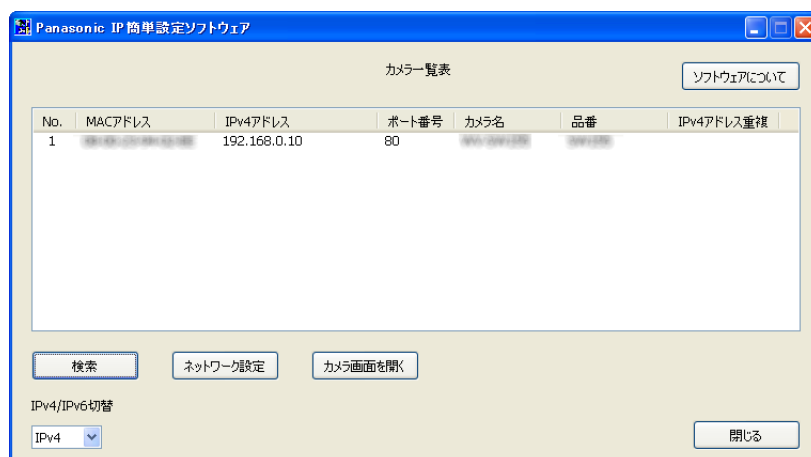 Panasonic IP簡単設定ソフトウェア
カメラ一覧表
ソフトウェアについて
No. MACアドレス IPv4アドレス ポート番号 カメラ名 品番 IPv4アドレス重複
1 192.168.0.10 80
検索 ネットワーク設定 カメラ画面を開く
IPv4/IPv6切替
IPv4
閉じる